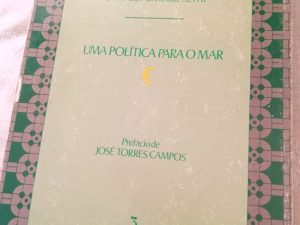 UMA POLÍTICA PARA O MAR
Prefácio de
JOSÉ TORRES CAMPOS
3